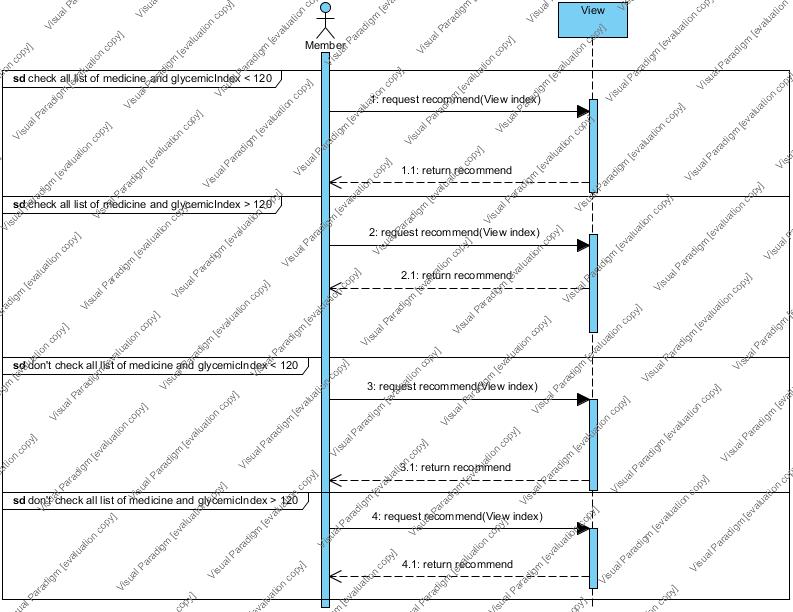 View
Member
sd check all list of medicine and glycemicIndex < 120
1: request recommend(View index)
1.1: return recommend
sd check all list of medicine and glycemicIndex > 120
2: request recommend(View index)
2.1: return recommend
sd don't check all list of medicine and glycemicIndex < 120
3: request recommend(View index)
3.1: return recommend
sd don't check all list of medicine and glycemicIndex > 120
4: request recommend(View index)
4.1: return recommend
Visual Paradigm [evaluation copy]